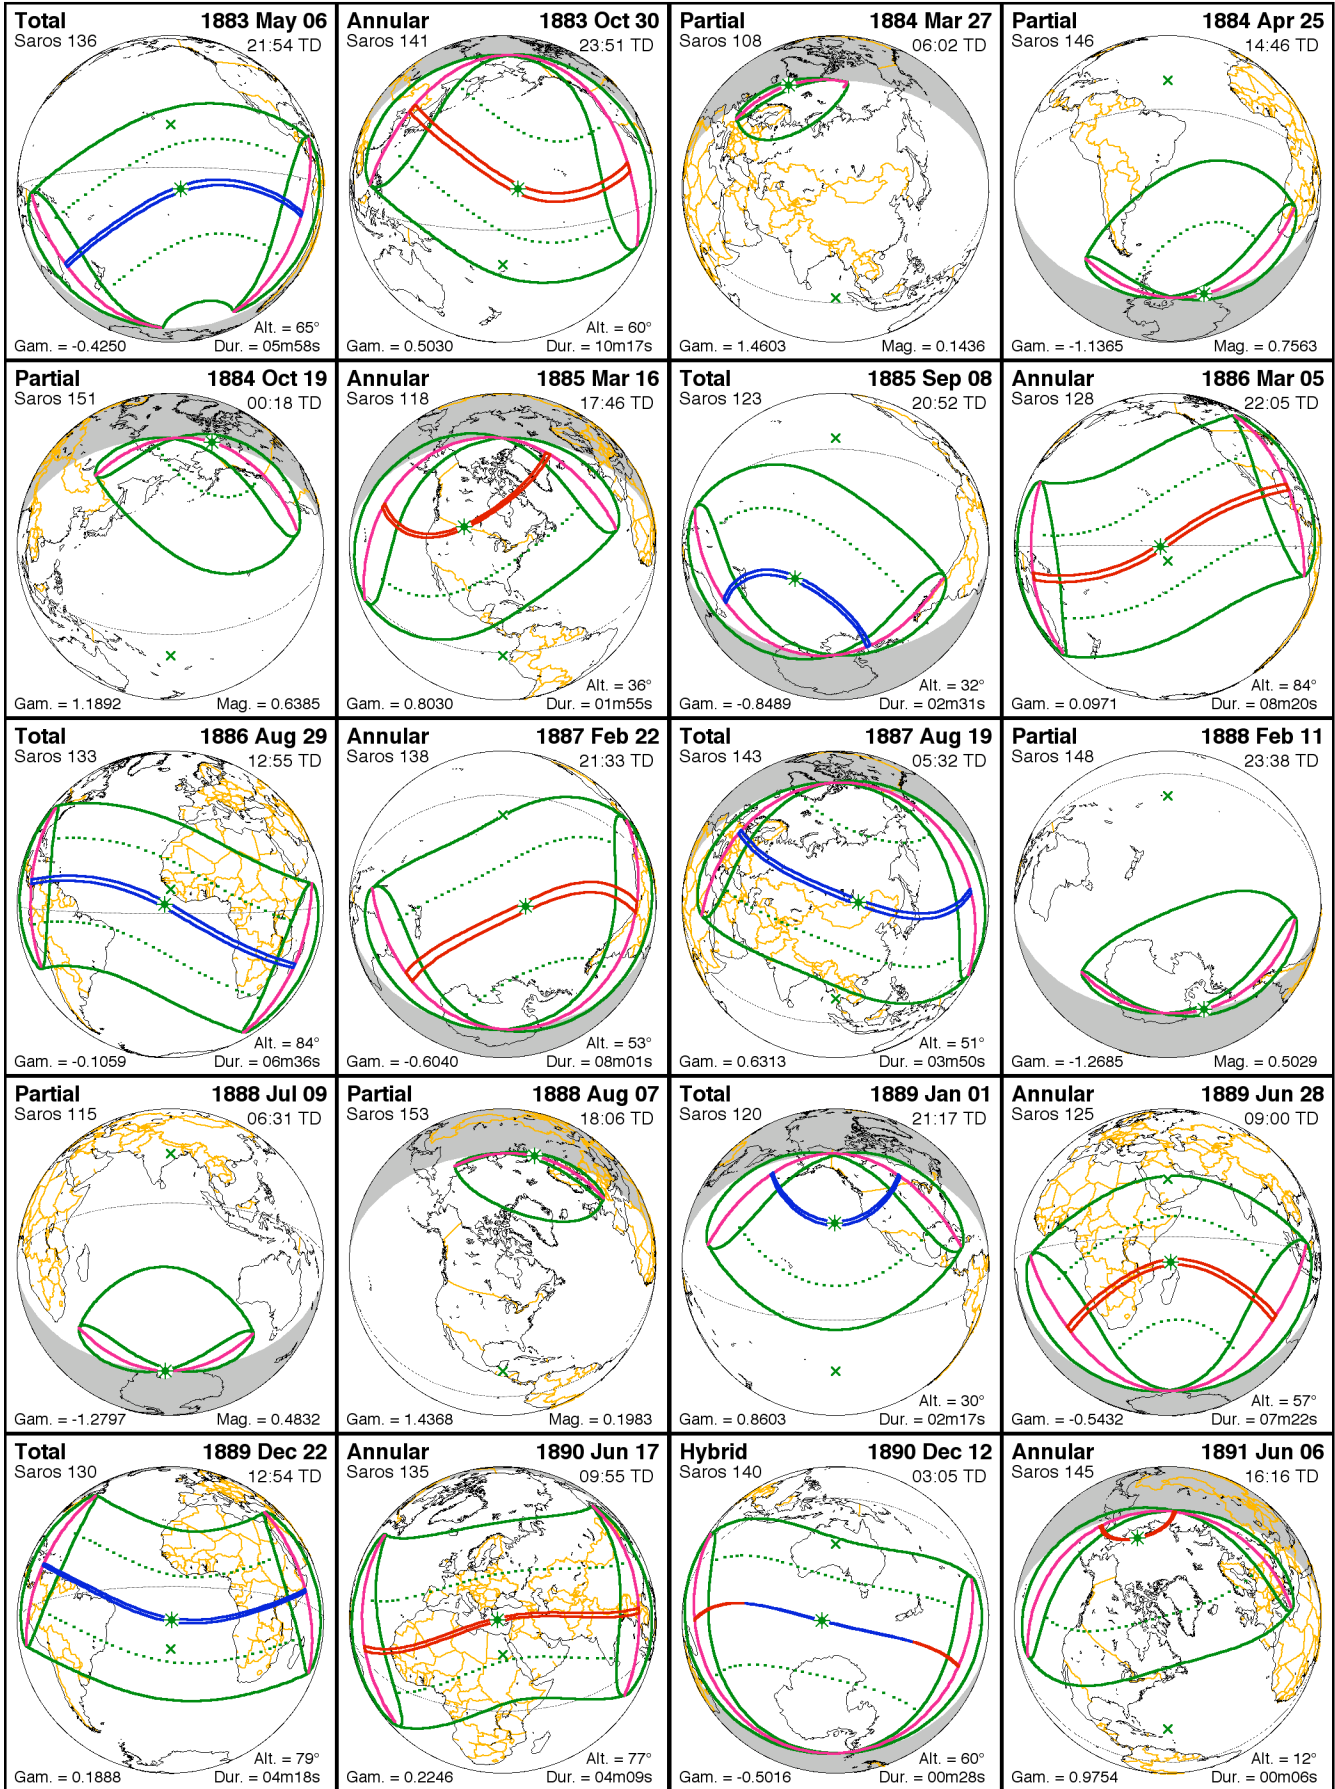 Total 1883 May 06
Saros 136 21:54 TD
Alt. = 65°
Gam. = -0.4250 Dur. = 05m58s
Annular 1883 Oct 30
Saros 141 23:51 TD
Alt. = 60°
Gam. = 0.5030 Dur. = 10m17s
Partial 1884 Mar 27
Saros 108 06:02 TD
Gam. = 1.4603 Mag. = 0.1436
Partial 1884 Apr 25
Saros 146 14:46 TD
Gam. = -1.1365 Mag. = 0.7563
Partial 1884 Oct 19
Saros 151 00:18 TD
Gam. = 1.1892 Mag. = 0.6385
Annular 1885 Mar 16
Saros 118 17:46 TD
Alt. = 36°
Gam. = 0.8030 Dur. = 01m55s
Total 1885 Sep 08
Saros 123 20:52 TD
Alt. = 32°
Gam. = -0.8489 Dur. = 02m31s
Annular 1886 Mar 05
Saros 128 22:05 TD
Alt. = 84°
Gam. = 0.0971 Dur. = 08m20s
Total 1886 Aug 29
Saros 133 12:55 TD
Alt. = 84°
Gam. = -0.1059 Dur. = 06m36s
Annular 1887 Feb 22
Saros 138 21:33 TD
Alt. = 53°
Gam. = -0.6040 Dur. = 08m01s
Total 1887 Aug 19
Saros 143 05:32 TD
Alt. = 51°
Gam. = 0.6313 Dur. = 03m50s
Partial 1888 Feb 11
Saros 148 23:38 TD
Gam. = -1.2685 Mag. = 0.5029
Partial 1888 Jul 09
Saros 115 06:31 TD
Gam. = -1.2797 Mag. = 0.4832
Partial 1888 Aug 07
Saros 153 18:06 TD
Gam. = 1.4368 Mag. = 0.1983
Total 1889 Jan 01
Saros 120 21:17 TD
Alt. = 30°
Gam. = 0.8603 Dur. = 02m17s
Annular 1889 Jun 28
Saros 125 09:00 TD
Alt. = 57°
Gam. = -0.5432 Dur. = 07m22s
Total 1889 Dec 22
Saros 130 12:54 TD
Alt. = 79°
Gam. = 0.1888 Dur. = 04m18s
Annular 1890 Jun 17
Saros 135 09:55 TD
Alt. = 77°
Gam. = 0.2246 Dur. = 04m09s
Hybrid 1890 Dec 12
Saros 140 03:05 TD
Alt. = 60°
Gam. = -0.5016 Dur. = 00m28s
Annular 1891 Jun 06
Saros 145 16:16 TD
Alt. = 12°
Gam. = 0.9754 Dur. = 00m06s